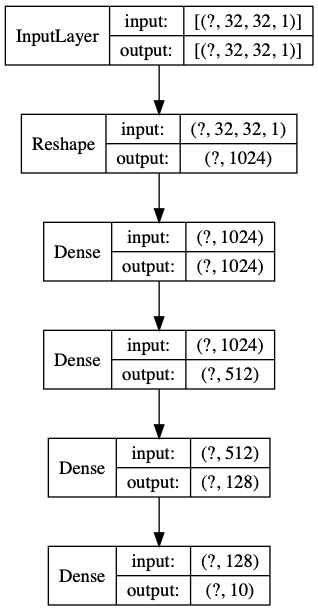 InputLayer input: [(?, 32, 32, 1)]
output: [(?, 32, 32, 1)]
Reshape input: (?, 32, 32, 1)
output: (?, 1024)
Dense input: (?, 1024)
output: (?, 1024)
Dense input: (?, 1024)
output: (?, 512)
Dense input: (?, 512)
output: (?, 128)
Dense input: (?, 128)
output: (?, 10)